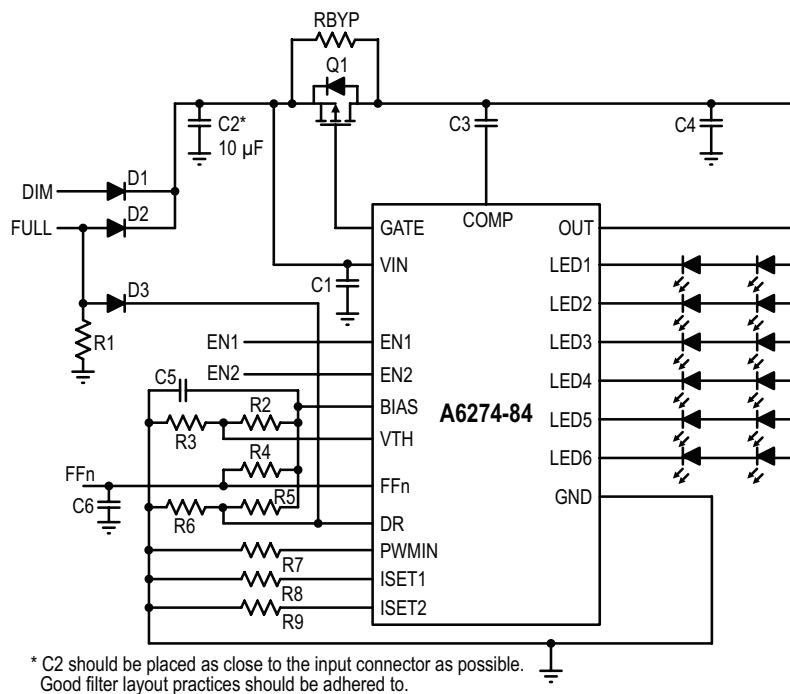 RBYP
Q1
C2*
10 µF
C3
C4
DIM
D1
FULL
D2
D3
R1
C1
COMP
GATE
OUT
VIN
LED1
LED2
EN1
EN1
LED3
EN2
EN2
LED4
C5
BIAS
A6274-84
R2
R3
VTH
LED5
R4
LED6
FFn
FFn
C6
R5
R6
DR
GND
PWMIN
R7
ISET1
R8
ISET2
R9
* C2 should be placed as close to the input connector as possible.
Good filter layout practices should be adhered to.